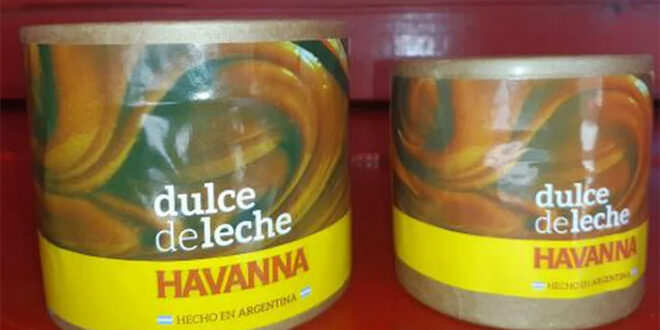 dulce
deleche
HAVANNA
HECHO EN ARGENTINA
dulce
deleche
HAVANNA
HECHO EN ARGENTINA